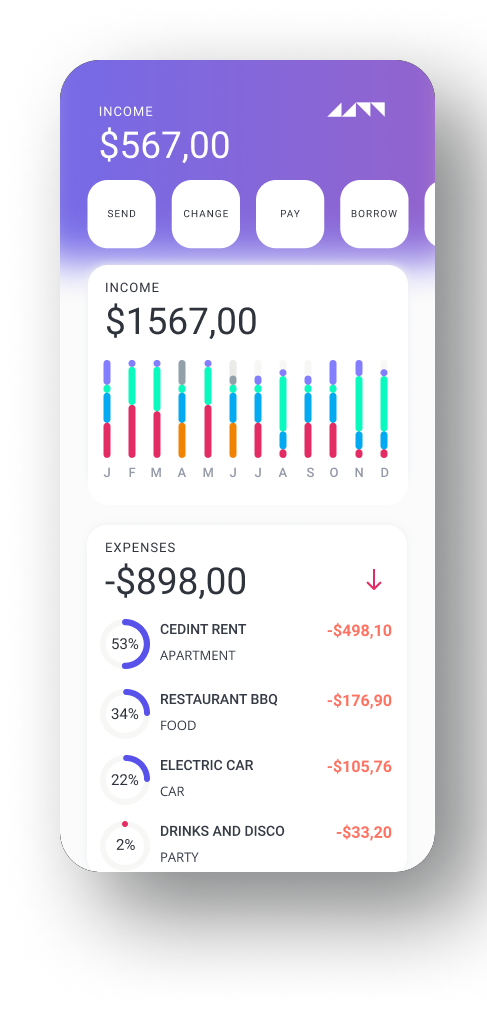 INCOME
$567,00
SEND CHANGE PAY BORROW
INCOME
$1567,00
J F M A M J J A S O N D
EXPENSES
-$898,00
53% CEDINT RENT -$498,10
APARTMENT
34% RESTAURANT BBQ -$176,90
FOOD
22% ELECTRIC CAR -$105,76
CAR
2% DRINKS AND DISCO -$33,20
PARTY